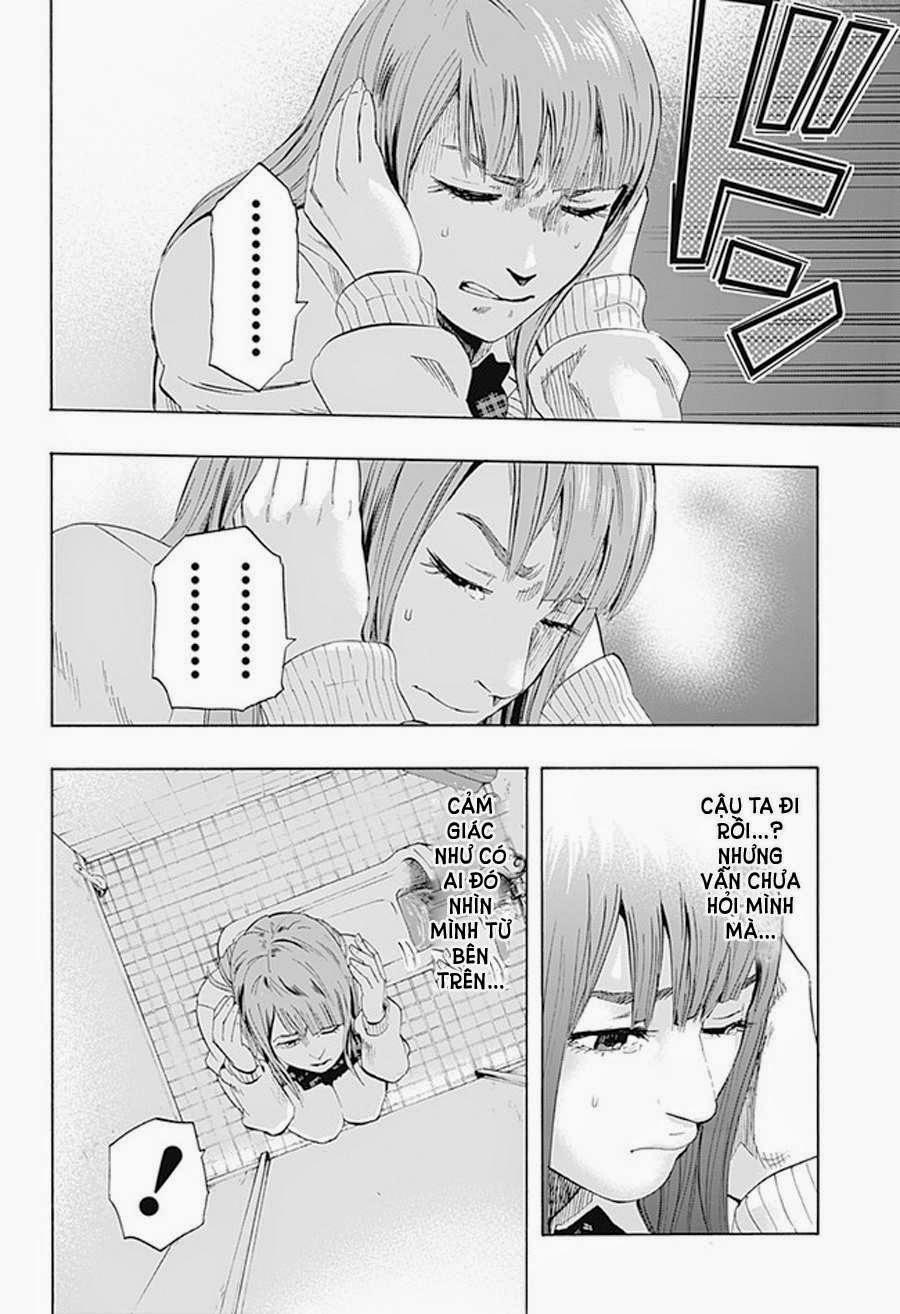 ドドン
…………
…………
…………
CẬU TA ĐI
RỒI...?
NHƯNG
VẪN CHƯA
HỎI MÌNH
MÀ...
CẢM
GIÁC
NHƯ CÓ
AI ĐÓ
NHÌN
MÌNH TỪ
BÊN
TRÊN...
!